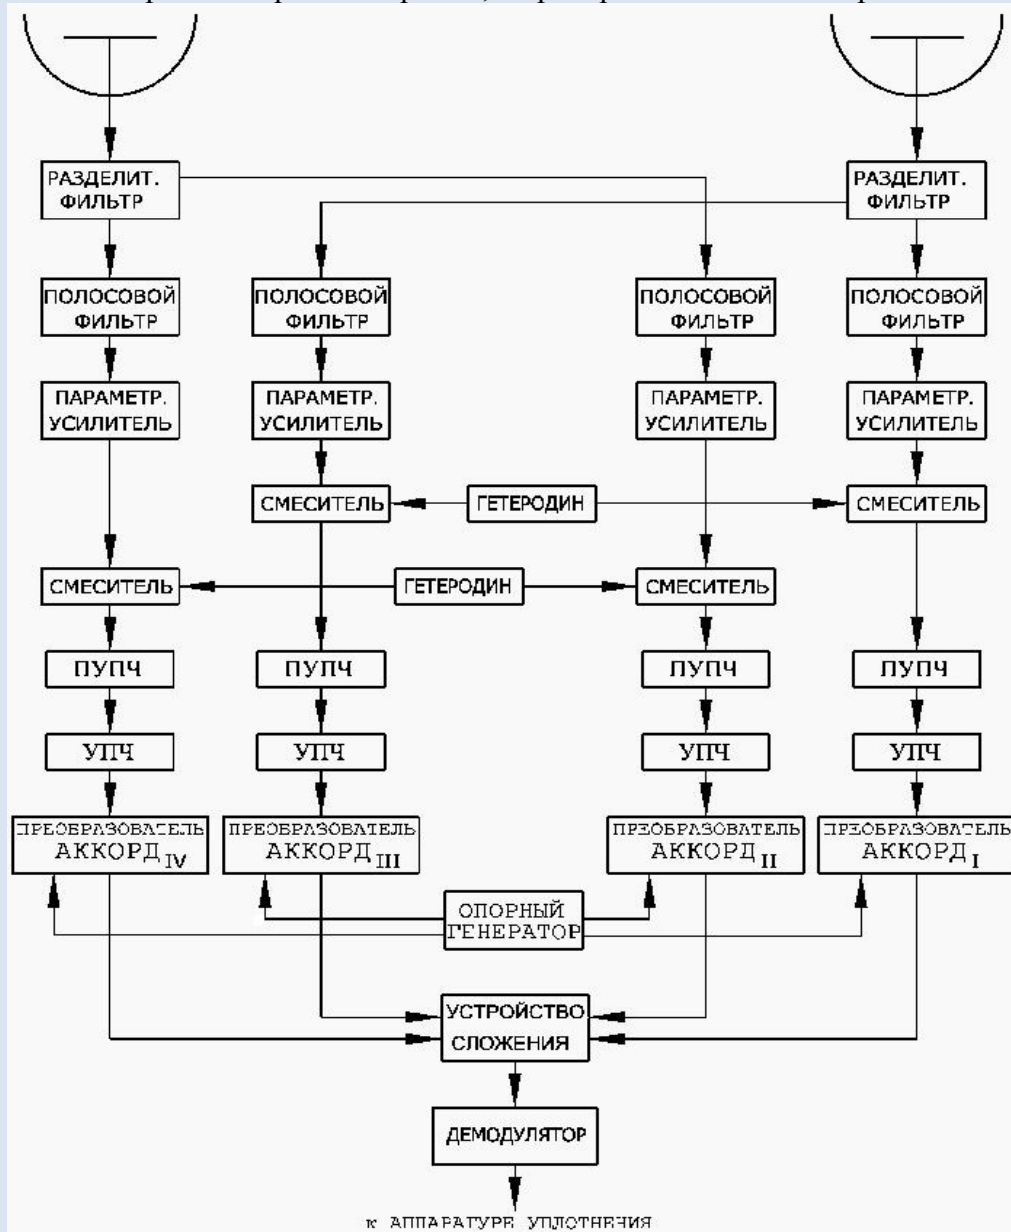 РАЗДЕЛИТ.
ФИЛЬТР
РАЗДЕЛИТ.
ФИЛЬТР
ПОЛОСОВОЙ
ФИЛЬТР
ПОЛОСОВОЙ
ФИЛЬТР
ПОЛОСОВОЙ
ФИЛЬТР
ПОЛОСОВОЙ
ФИЛЬТР
ПАРАМЕТР.
УСИЛИТЕЛЬ
ПАРАМЕТР.
УСИЛИТЕЛЬ
ПАРАМЕТР.
УСИЛИТЕЛЬ
ПАРАМЕТР.
УСИЛИТЕЛЬ
СМЕСИТЕЛЬ
ГЕТЕРОДИН
СМЕСИТЕЛЬ
СМЕСИТЕЛЬ
ГЕТЕРОДИН
СМЕСИТЕЛЬ
ПУПЧ
ПУПЧ
ПУПЧ
ПУПЧ
УПЧ
УПЧ
УПЧ
УПЧ
ПРЕОБРАЗОВАТЕЛЬ
АККОРД IV
ПРЕОБРАЗОВАТЕЛЬ
АККОРД III
ПРЕОБРАЗОВАТЕЛЬ
АККОРД II
ПРЕОБРАЗОВАТЕЛЬ
АККОРД I
ОПОРНЫЙ
ГЕНЕРАТОР
УСТРОЙСТВО
СЛОЖЕНИЯ
ДЕМОДУЛЯТОР
к АППАРАТУРЕ УПЛОТНЕНИЯ